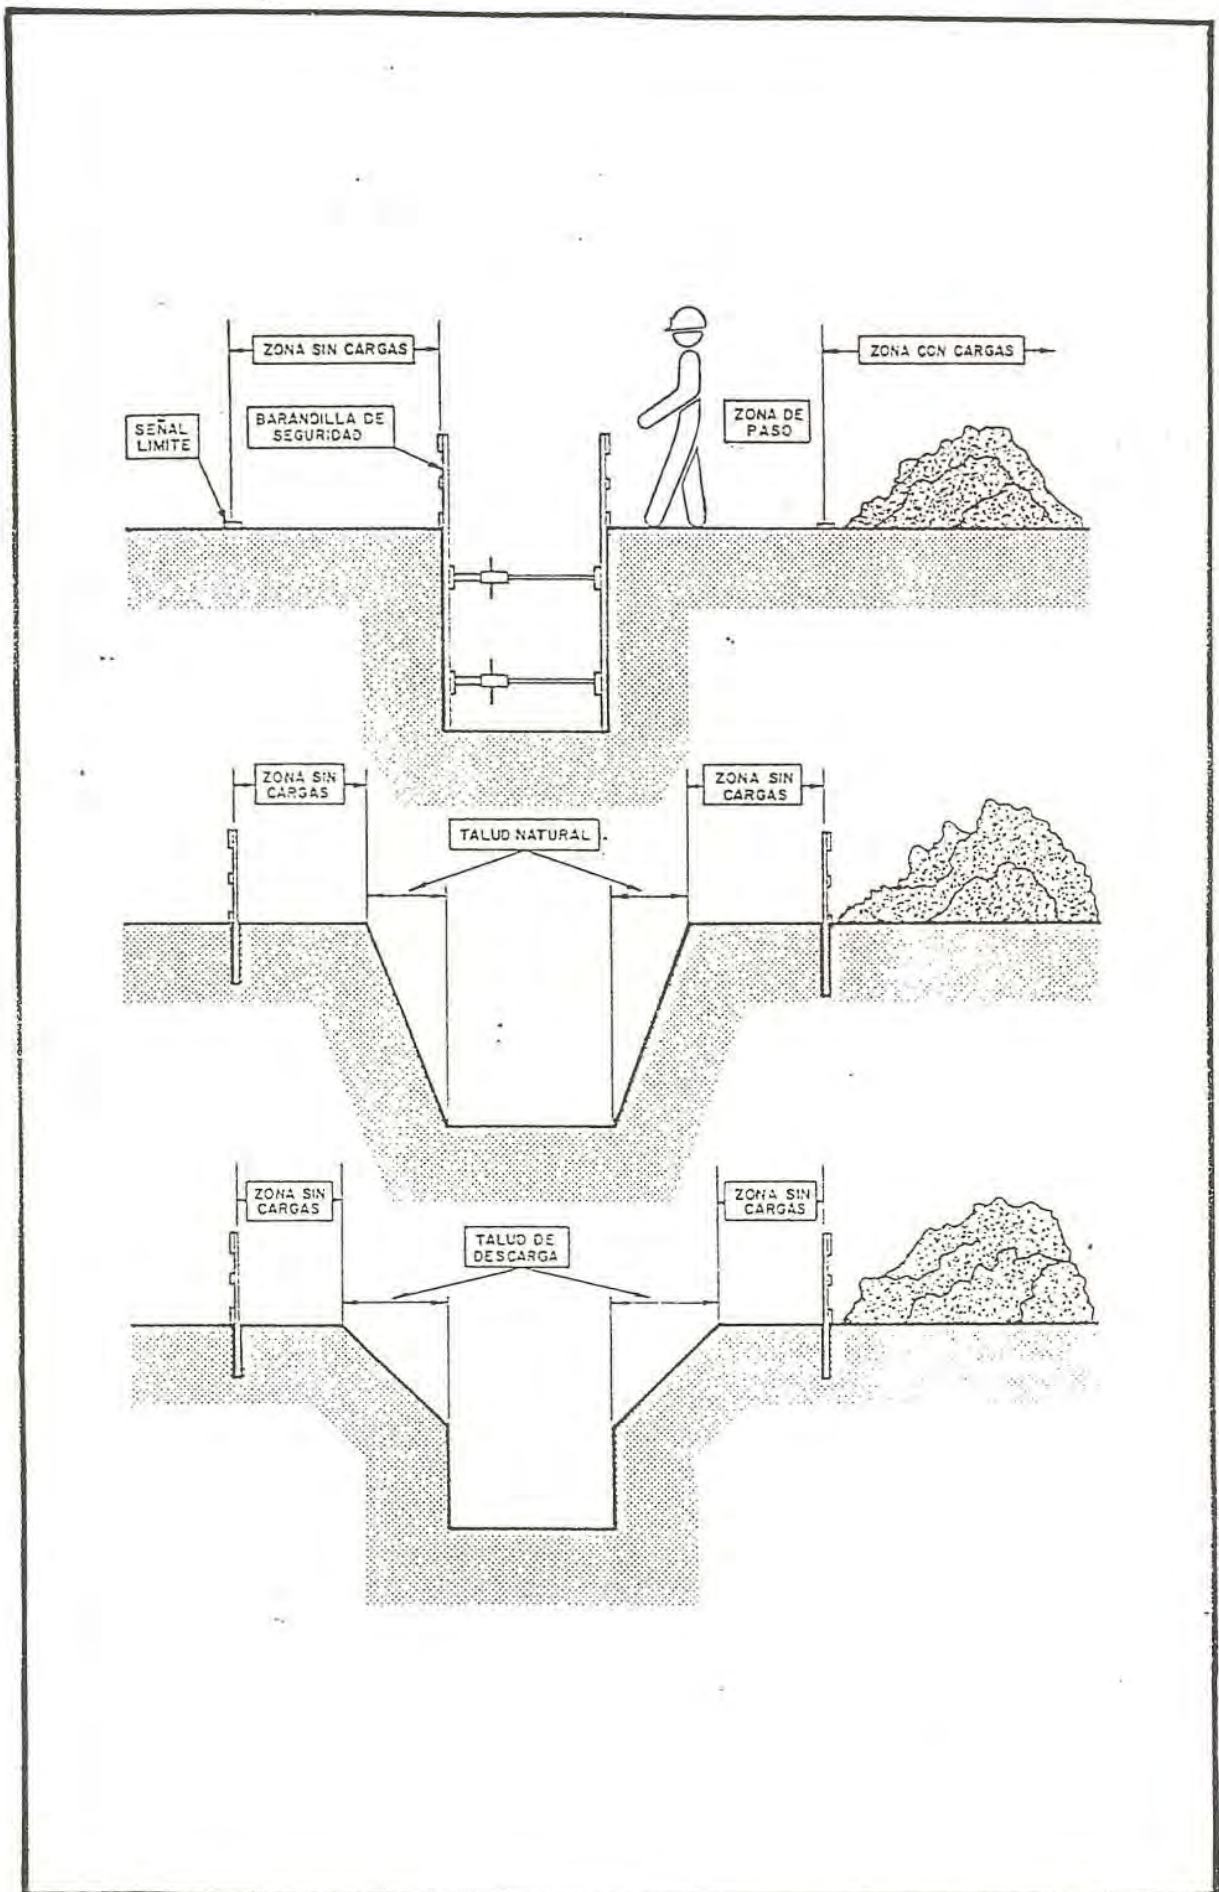 ZONA SIN CARGAS
ZONA CON CARGAS
SEÑAL
LIMITE
BARANDILLA DE
SEGURIDAD
ZONA DE
PASO
ZONA SIN
CARGAS
ZONA SIN
CARGAS
TALUD NATURAL
ZONA SIN
CARGAS
ZONA SIN
CARGAS
TALUD DE
DESCARGA